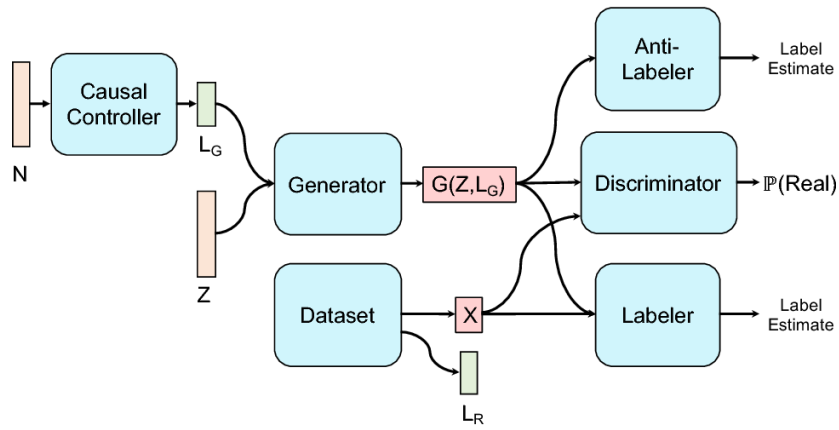 Anti-
Labeler
Label
Estimate
Causal
Controller
L_G
N
Generator
G(Z,L_G)
Discriminator
ℙ(Real)
Z
Dataset
X
Labeler
Label
Estimate
L_R